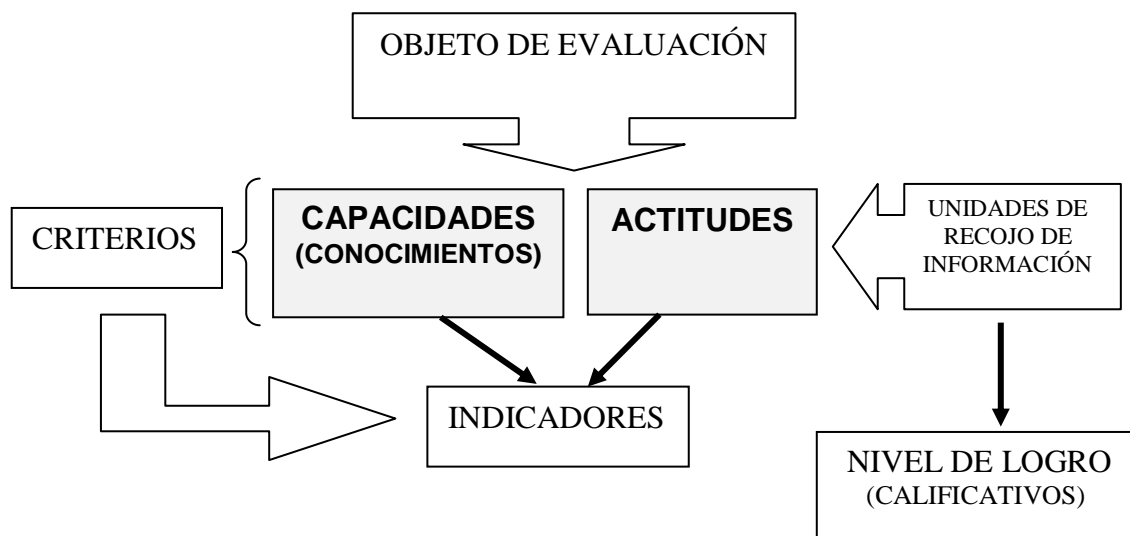 OBJETO DE EVALUACIÓN
CRITERIOS
CAPACIDADES
(CONOCIMIENTOS)
ACTITUDES
UNIDADES DE
RECOJO DE
INFORMACIÓN
INDICADORES
NIVEL DE LOGRO
(CALIFICATIVOS)